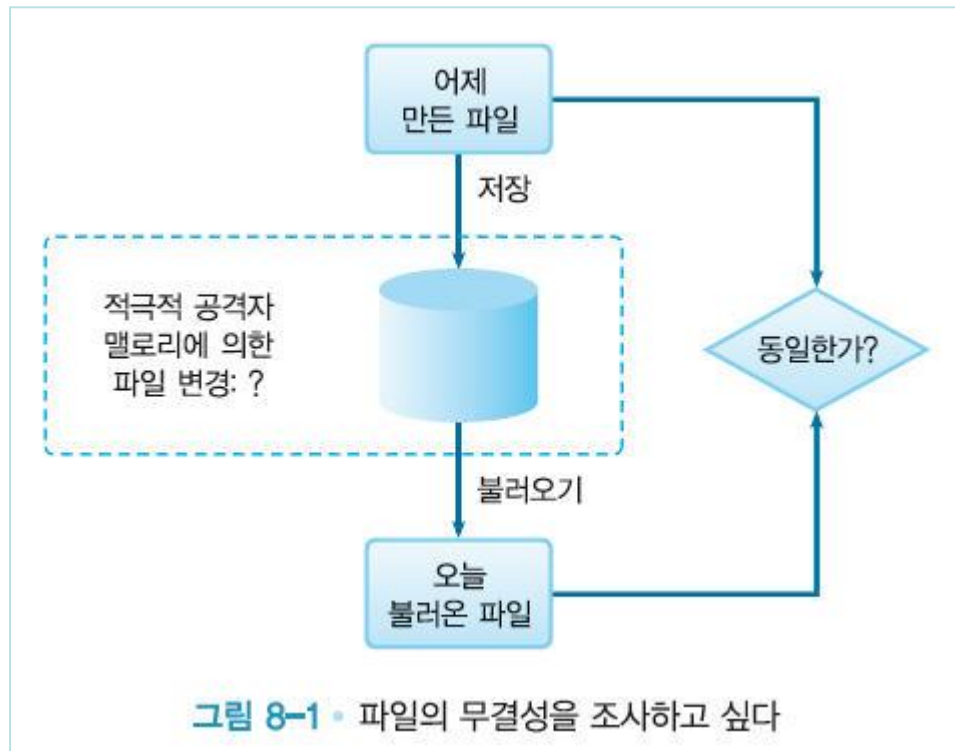 어제
만든 파일
저장
적극적 공격자
맬로리에 의한
파일 변경: ?
동일한가?
불러오기
오늘
불러온 파일
그림 8-1 • 파일의 무결성을 조사하고 싶다